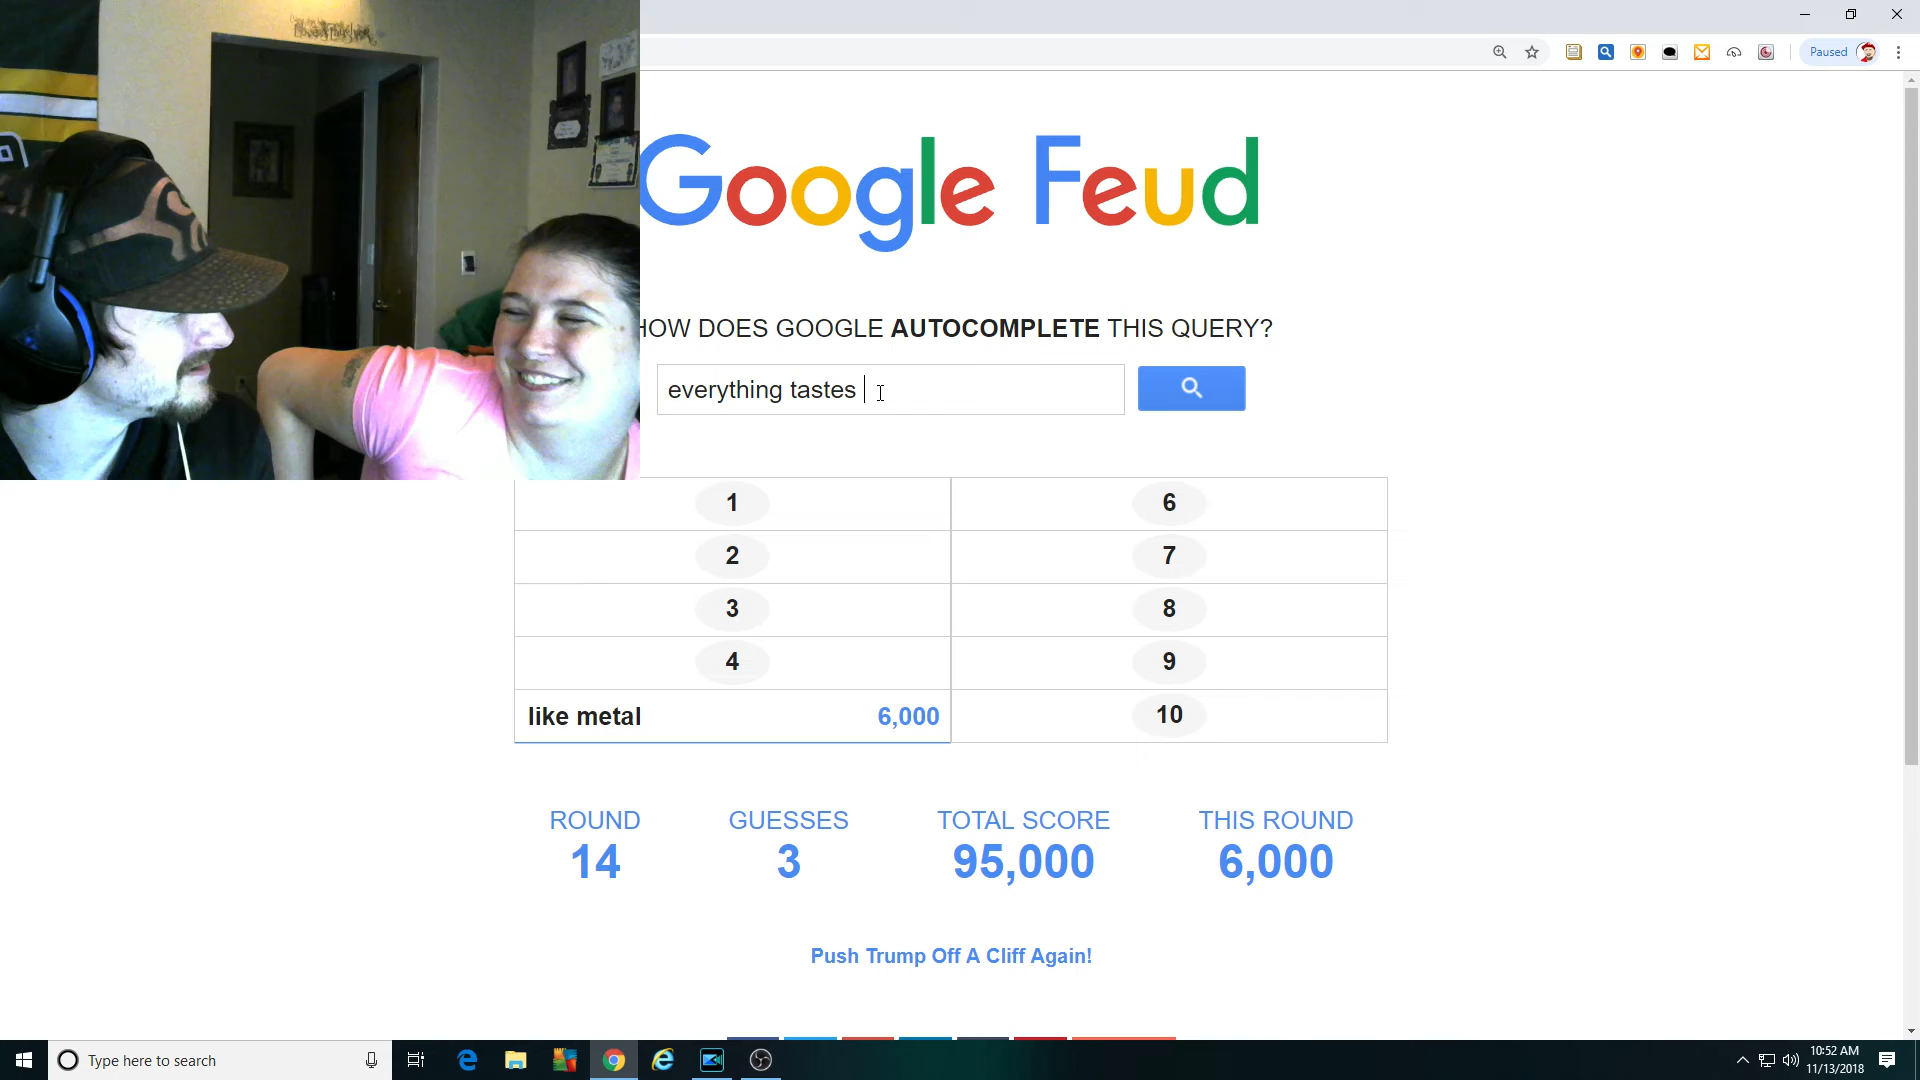 Paused
Google Feud
HOW DOES GOOGLE AUTOCOMPLETE THIS QUERY?
everything tastes
1
6
2
7
3
8
4
9
like metal 6,000
10
ROUND GUESSES TOTAL SCORE THIS ROUND
14 3 95,000 6,000
Push Trump Off A Cliff Again!
Type here to search
10:52 AM
11/13/2018